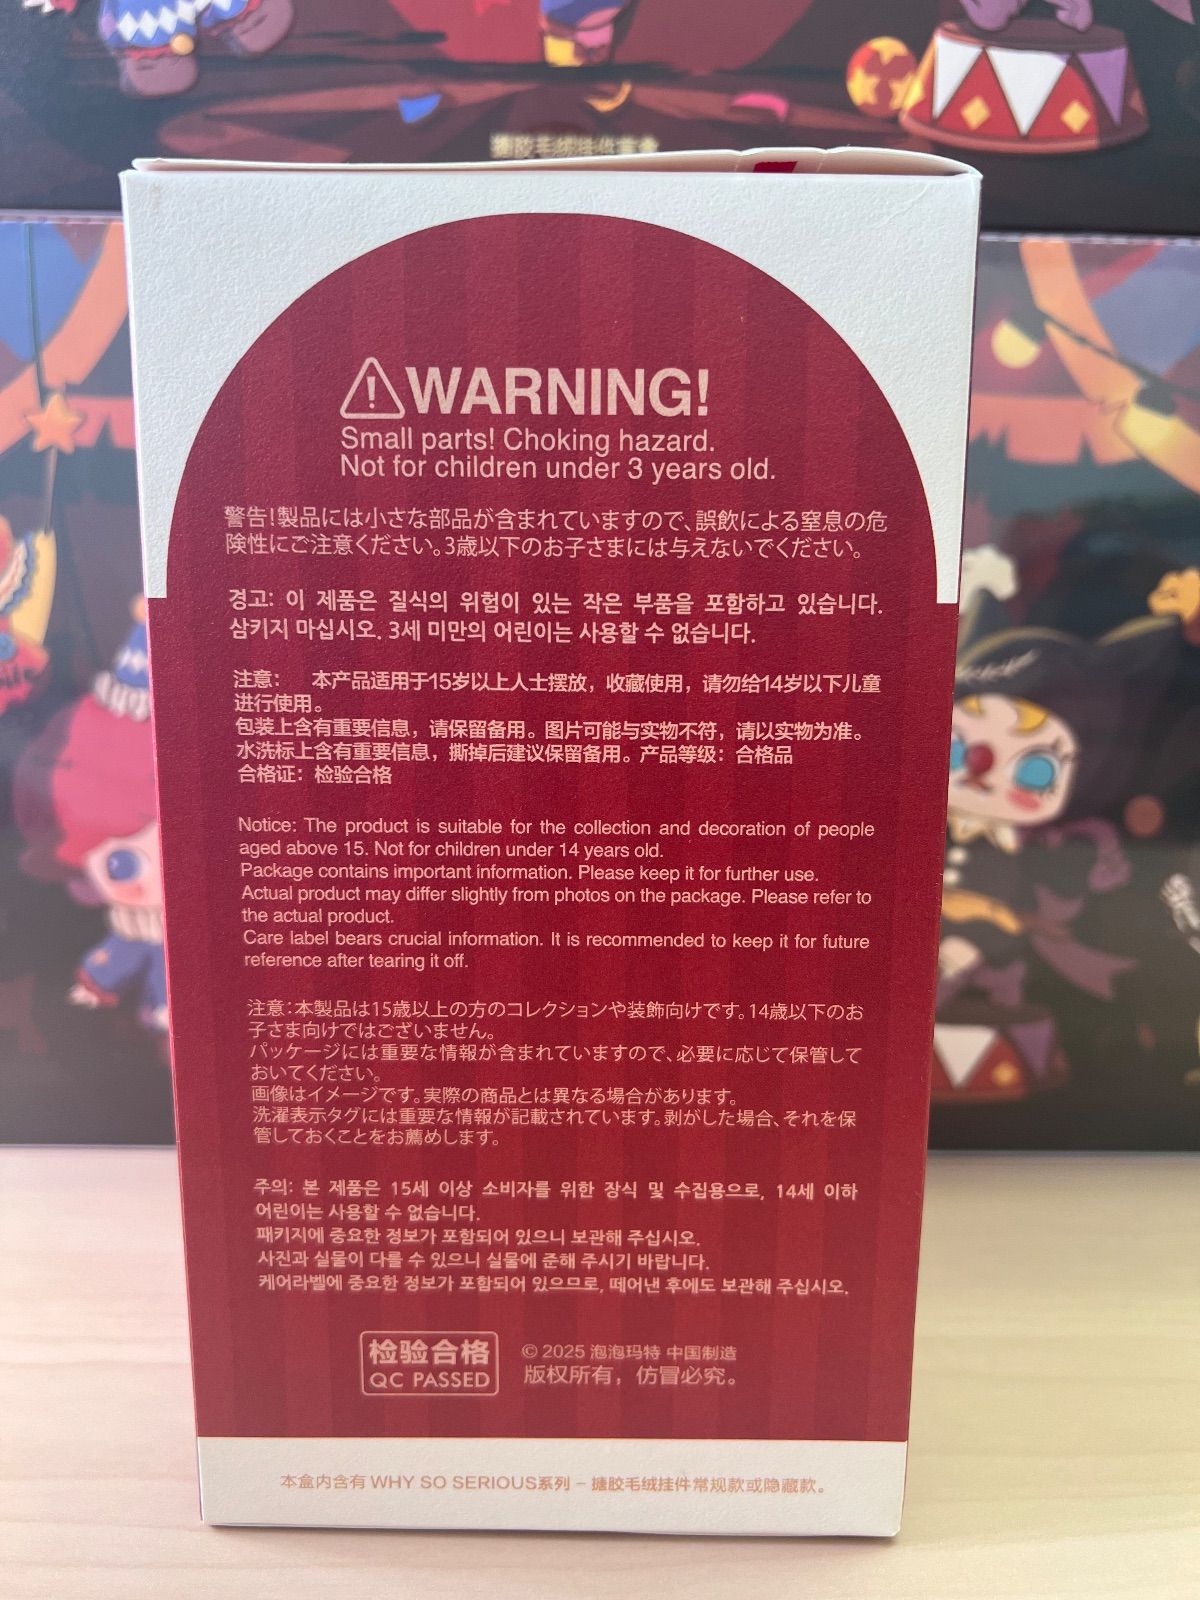 搪胶毛绒挂件盲盒
WARNING!
Small parts! Choking hazard.
Not for children under 3 years old.
警告!製品には小さな部品が含まれていますので、誤飲による窒息の危
険性にご注意ください。3歳以下のお子さまには与えないでください。
경고: 이 제품은 질식의 위험이 있는 작은 부품을 포함하고 있습니다.
삼키지 마십시오. 3세 미만의 어린이는 사용할 수 없습니다.
注意： 本产品适用于15岁以上人士摆放，收藏使用，请勿给14岁以下儿童
进行使用。
包装上含有重要信息，请保留备用。图片可能与实物不符，请以实物为准。
水洗标上含有重要信息，撕掉后建议保留备用。产品等级：合格品
合格证：检验合格
Notice: The product is suitable for the collection and decoration of people
aged above 15. Not for children under 14 years old.
Package contains important information. Please keep it for further use.
Actual product may differ slightly from photos on the package. Please refer to
the actual product.
Care label bears crucial information. It is recommended to keep it for future
reference after tearing it off.
注意：本製品は15歳以上の方のコレクションや装飾向けです。14歳以下のお
子さま向けではございません。
パッケージには重要な情報が含まれていますので、必要に応じて保管して
おいてください。
画像はイメージです。実際の商品とは異なる場合があります。
洗濯表示タグには重要な情報が記載されています。剥がした場合、それを保
管しておくことをお薦めします。
주의: 본 제품은 15세 이상 소비자를 위한 장식 및 수집용으로, 14세 이하
어린이는 사용할 수 없습니다.
패키지에 중요한 정보가 포함되어 있으니 보관해 주십시오.
사진과 실물이 다를 수 있으니 실물에 준해 주시기 바랍니다.
케어라벨에 중요한 정보가 포함되어 있으므로, 떼어낸 후에도 보관해 주십시오.
检验合格
QC PASSED
© 2025 泡泡玛特 中国制造
版权所有，仿冒必究。
本盒内含有 WHY SO SERIOUS系列 – 搪胶毛绒挂件常规款或隐藏款。